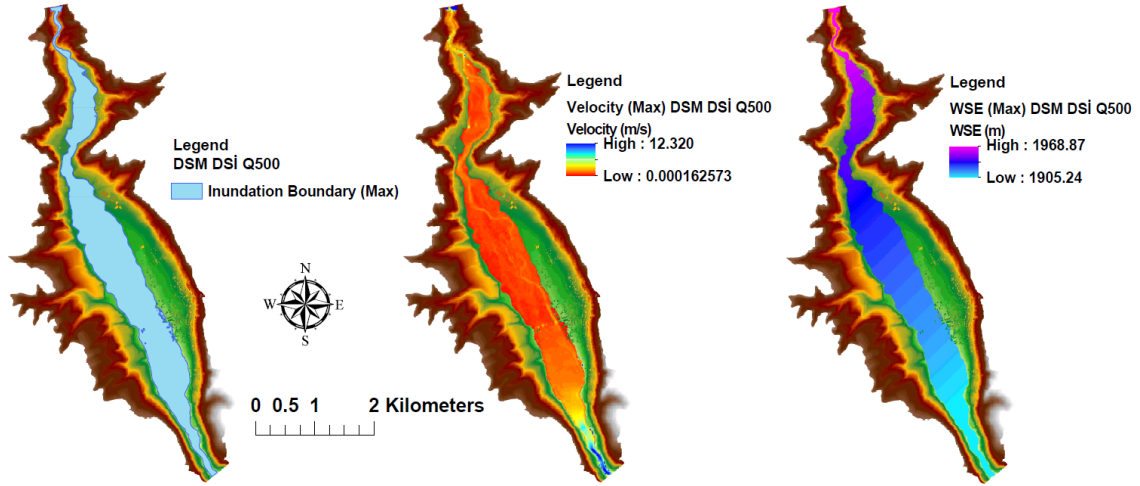 Legend
DSM DSİ Q500
Inundation Boundary (Max)
N
W E
S
0 0.5 1 2 Kilometers
Legend
Velocity (Max) DSM DSİ Q500
Velocity (m/s)
High : 12.320
Low : 0.000162573
Legend
WSE (Max) DSM DSİ Q500
WSE (m)
High : 1968.87
Low : 1905.24